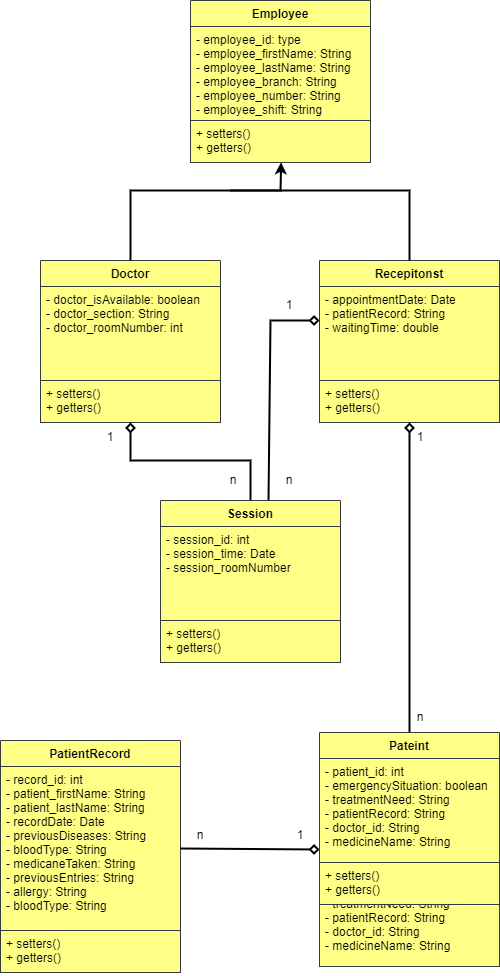 Employee
- employee_id: type
- employee_firstName: String
- employee_lastName: String
- employee_branch: String
- employee_number: String
- employee_shift: String
+ setters()
+ getters()
Doctor
- doctor_isAvailable: boolean
- doctor_section: String
- doctor_roomNumber: int
+ setters()
+ getters()
Recepitonst
- appointmentDate: Date
- patientRecord: String
- waitingTime: double
+ setters()
+ getters()
1
1
1
n
n
Session
- session_id: int
- session_time: Date
- session_roomNumber
+ setters()
+ getters()
n
PatientRecord
- record_id: int
- patient_firstName: String
- patient_lastName: String
- recordDate: Date
- previousDiseases: String
- bloodType: String
- medicaneTaken: String
- previousEntries: String
- allergy: String
- bloodType: String
+ setters()
+ getters()
n
1
Pateint
- patient_id: int
- emergencySituation: boolean
- treatmentNeed: String
- patientRecord: String
- doctor_id: String
- medicineName: String
+ setters()
+ getters()
- treatmentNeed: String
- patientRecord: String
- doctor_id: String
- medicineName: String